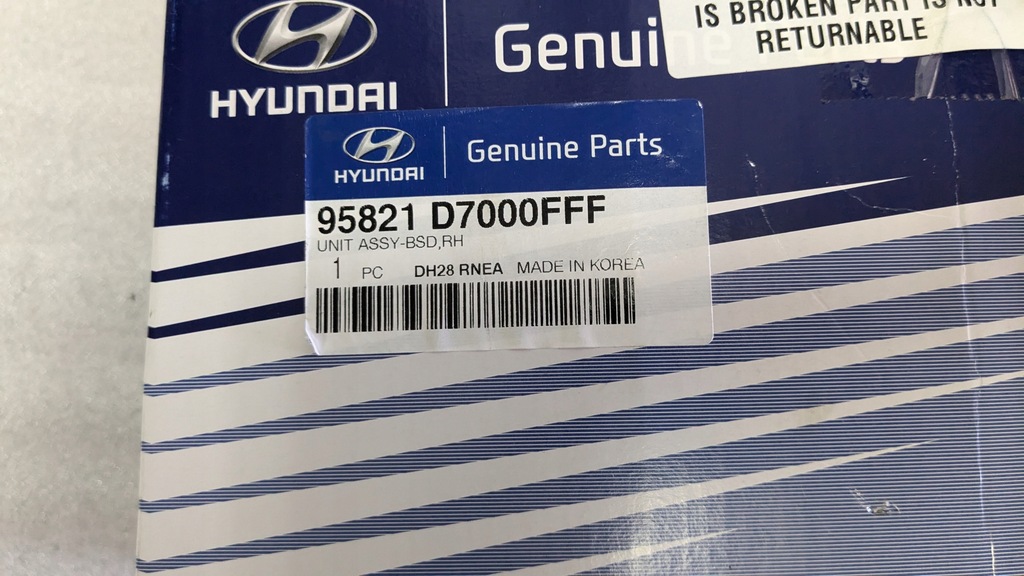 IS BROKEN PART IS NOT
RETURNABLE
HYUNDAI
Genuine
HYUNDAI
Genuine Parts
95821 D7000FFF
UNIT ASSY-BSD,RH
1 PC DH28 RNEA MADE IN KOREA